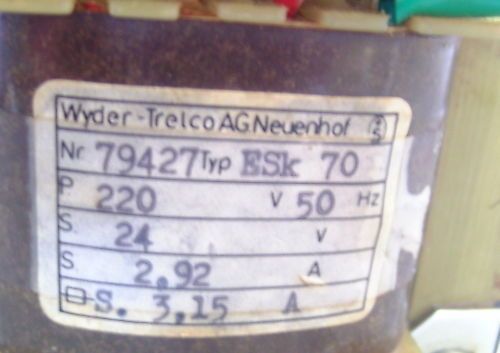 Wyder-Trelco AG Neuenhof
Nr 79427 Typ ESk 70
P 220 V 50 Hz
S 24 V
S 2,92 A
S. 3,15 A